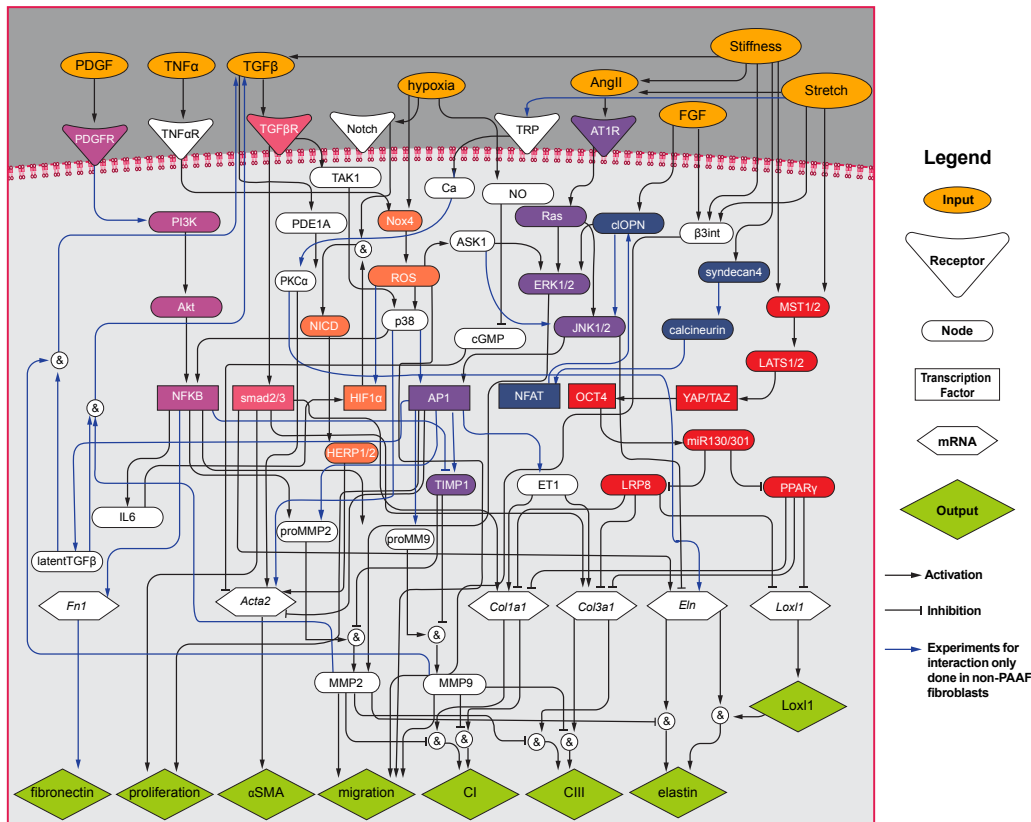 Stiffness
PDGF
TNFα
TGFβ
hypoxia
AngII
Stretch
FGF
PDGFR
TNFαR
TGFβR
Notch
TRP
AT1R
TAK1
Ca
NO
PI3K
PDE1A
Nox4
Ras
clOPN
β3int
&
ASK1
PKCα
ROS
ERK1/2
syndecan4
Akt
NICD
p38
cGMP
JNK1/2
calcineurin
MST1/2
&
LATS1/2
NFKB
smad2/3
HIF1α
AP1
NFAT
OCT4
YAP/TAZ
&
HERP1/2
miR130/301
TIMP1
ET1
LRP8
PPARγ
IL6
proMMP2
proMM9
latentTGFβ
Fn1
Acta2
Col1a1
Col3a1
Eln
Loxl1
&
&
MMP2
MMP9
Loxl1
&
&
&
&
&
&
fibronectin
proliferation
αSMA
migration
CI
CIII
elastin
Legend
Input
Receptor
Node
Transcription
Factor
mRNA
Output
Activation
Inhibition
Experiments for
interaction only
done in non-PAAF
fibroblasts